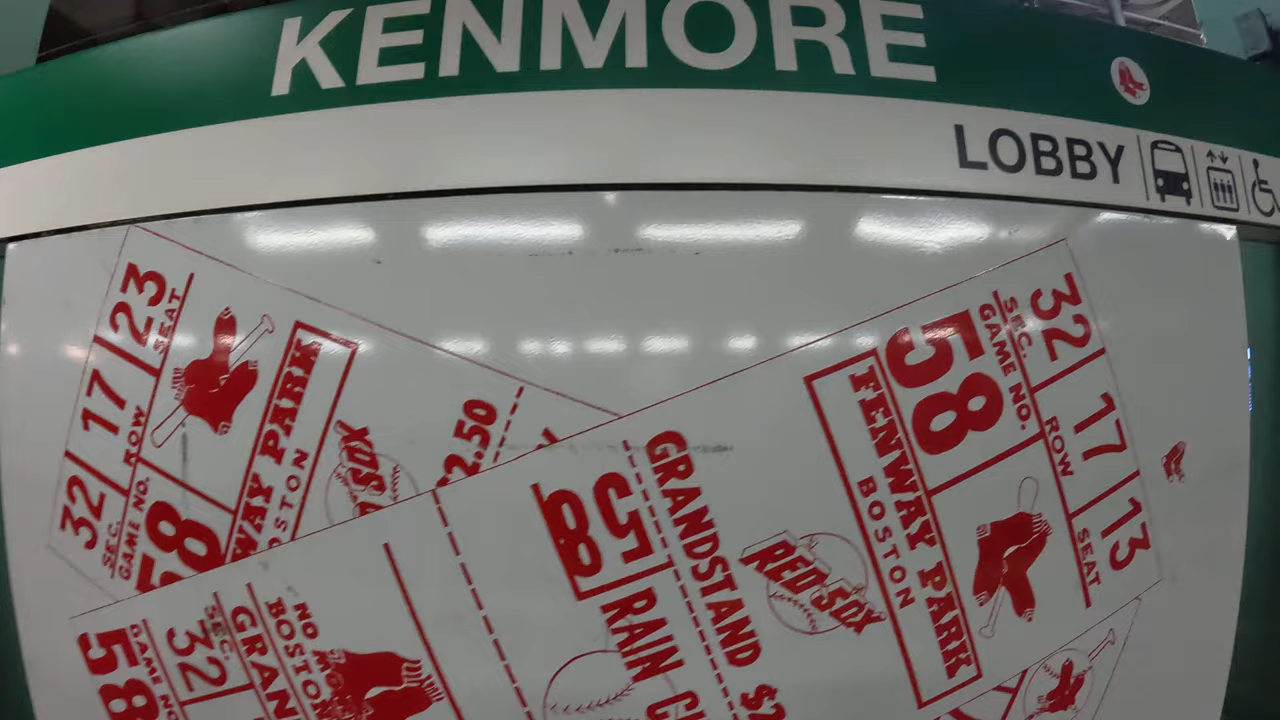 KENMORE
LOBBY
23
SEAT
17
ROW
32
SEC.
GAME NO.
58
WAY PARK
BOSTON
SOX
2.50
32
SEC.
17
ROW
13
SEAT
GAME NO.
58
FENWAY PARK
BOSTON
RED SOX
GRANDSTAND $2
58
RAIN
58
GAME NO
32
SEC.
GRAN
BOSTON
NO